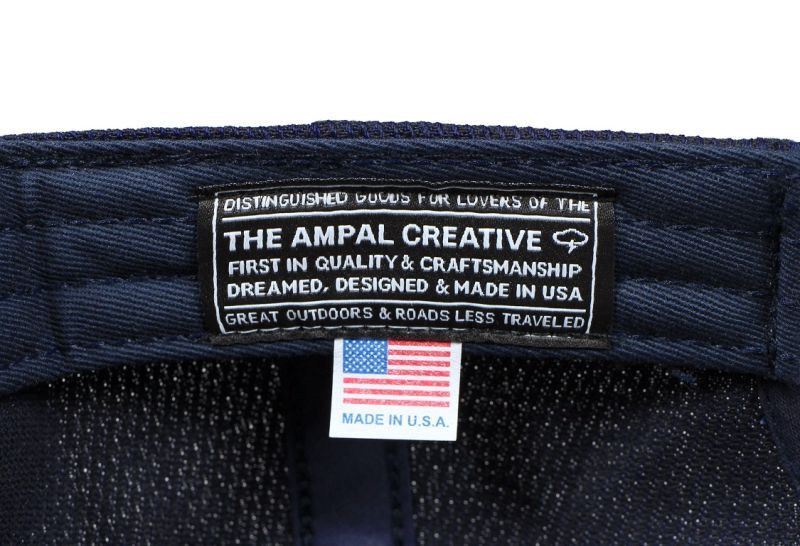 DISTINGUISHED GOODS FOR LOVERS OF THE
THE AMPAL CREATIVE
FIRST IN QUALITY & CRAFTSMANSHIP
DREAMED, DESIGNED & MADE IN USA
GREAT OUTDOORS & ROADS LESS TRAVELED
MADE IN U.S.A.